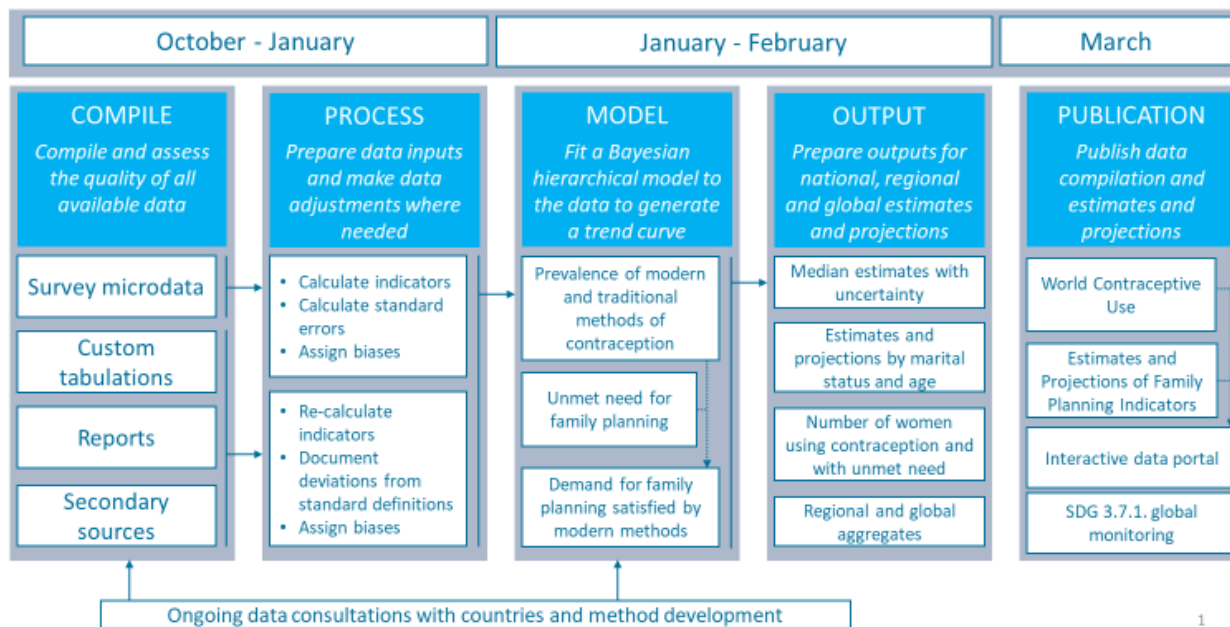 October - January
January - February
March
COMPILE
Compile and assess
the quality of all
available data
Survey microdata
Custom
tabulations
Reports
Secondary
sources
PROCESS
Prepare data inputs
and make data
adjustments where
needed
• Calculate indicators
• Calculate standard
errors
• Assign biases
• Re-calculate
indicators
• Document
deviations from
standard definitions
• Assign biases
MODEL
Fit a Bayesian
hierarchical model to
the data to generate
a trend curve
Prevalence of modern
and traditional
methods of
contraception
Unmet need for
family planning
Demand for family
planning satisfied by
modern methods
OUTPUT
Prepare outputs for
national, regional
and global estimates
and projections
Median estimates with
uncertainty
Estimates and
projections by marital
status and age
Number of women
using contraception and
with unmet need
Regional and global
aggregates
PUBLICATION
Publish data
compilation and
estimates and
projections
World Contraceptive
Use
Estimates and
Projections of Family
Planning Indicators
Interactive data portal
SDG 3.7.1. global
monitoring
Ongoing data consultations with countries and method development
1